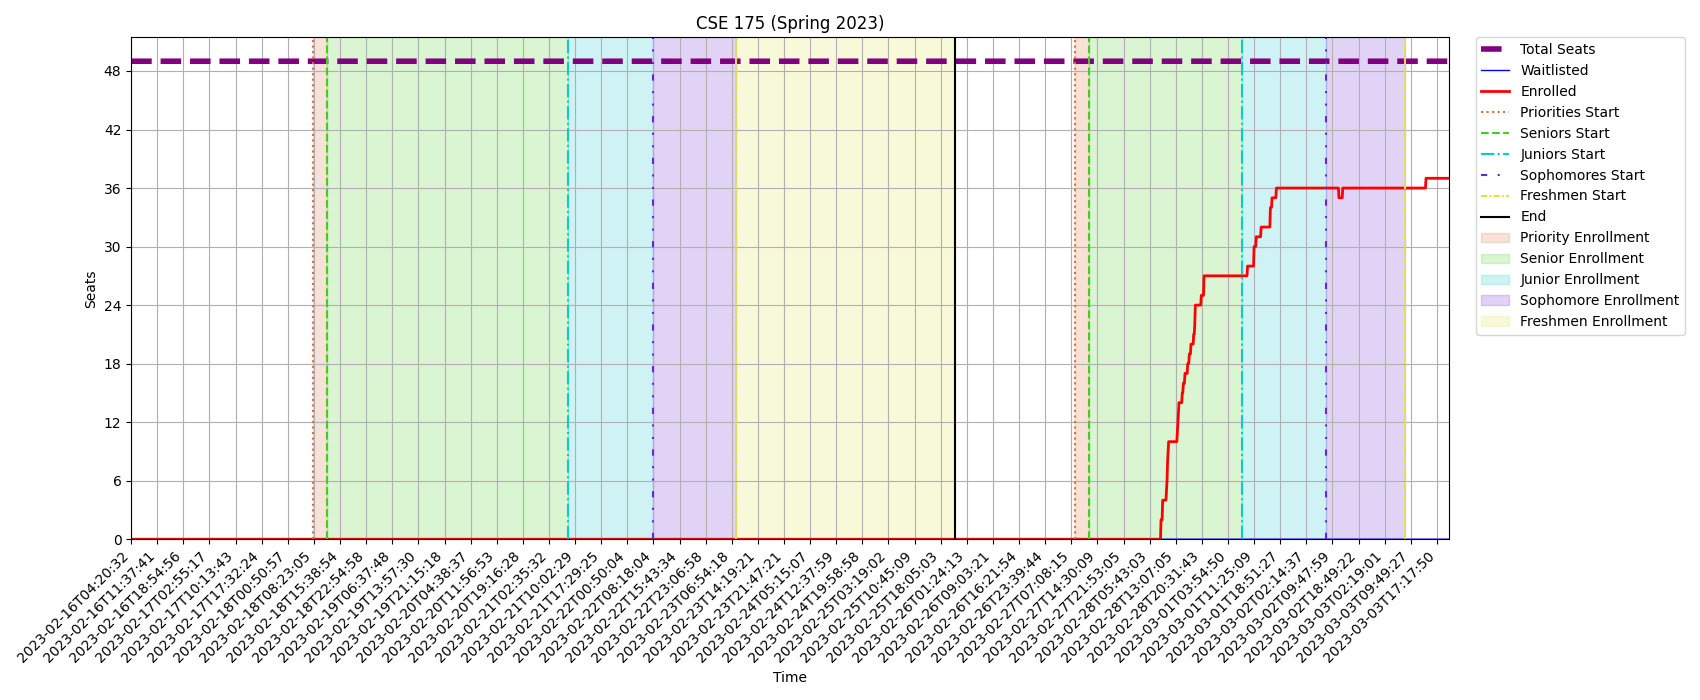 CSE 175 (Spring 2023)
Seats
48
42
36
30
24
18
12
6
0
2023-02-16T04:20:32
2023-02-16T11:37:41
2023-02-16T18:54:56
2023-02-17T02:55:17
2023-02-17T10:13:43
2023-02-17T17:32:24
2023-02-18T00:50:57
2023-02-18T08:23:05
2023-02-18T15:38:54
2023-02-18T22:54:58
2023-02-19T06:37:48
2023-02-19T13:57:30
2023-02-19T21:15:18
2023-02-20T04:38:37
2023-02-20T11:56:53
2023-02-20T19:16:28
2023-02-21T02:35:32
2023-02-21T10:02:29
2023-02-21T17:29:25
2023-02-22T00:50:04
2023-02-22T08:18:04
2023-02-22T15:43:34
2023-02-22T23:06:58
2023-02-23T06:54:18
2023-02-23T14:19:21
2023-02-23T21:47:21
2023-02-24T05:15:07
2023-02-24T12:37:59
2023-02-24T19:58:58
2023-02-25T03:19:02
2023-02-25T10:45:09
2023-02-25T18:05:03
2023-02-26T01:24:13
2023-02-26T09:03:21
2023-02-26T16:21:54
2023-02-26T23:39:44
2023-02-27T07:08:15
2023-02-27T14:30:09
2023-02-27T21:53:05
2023-02-28T05:43:03
2023-02-28T13:07:05
2023-02-28T20:31:43
2023-03-01T03:54:50
2023-03-01T11:25:09
2023-03-01T18:51:27
2023-03-02T02:14:37
2023-03-02T09:47:59
2023-03-02T18:49:22
2023-03-03T02:19:01
2023-03-03T09:49:27
2023-03-03T17:17:50
Time
Total Seats
Waitlisted
Enrolled
Priorities Start
Seniors Start
Juniors Start
Sophomores Start
Freshmen Start
End
Priority Enrollment
Senior Enrollment
Junior Enrollment
Sophomore Enrollment
Freshmen Enrollment